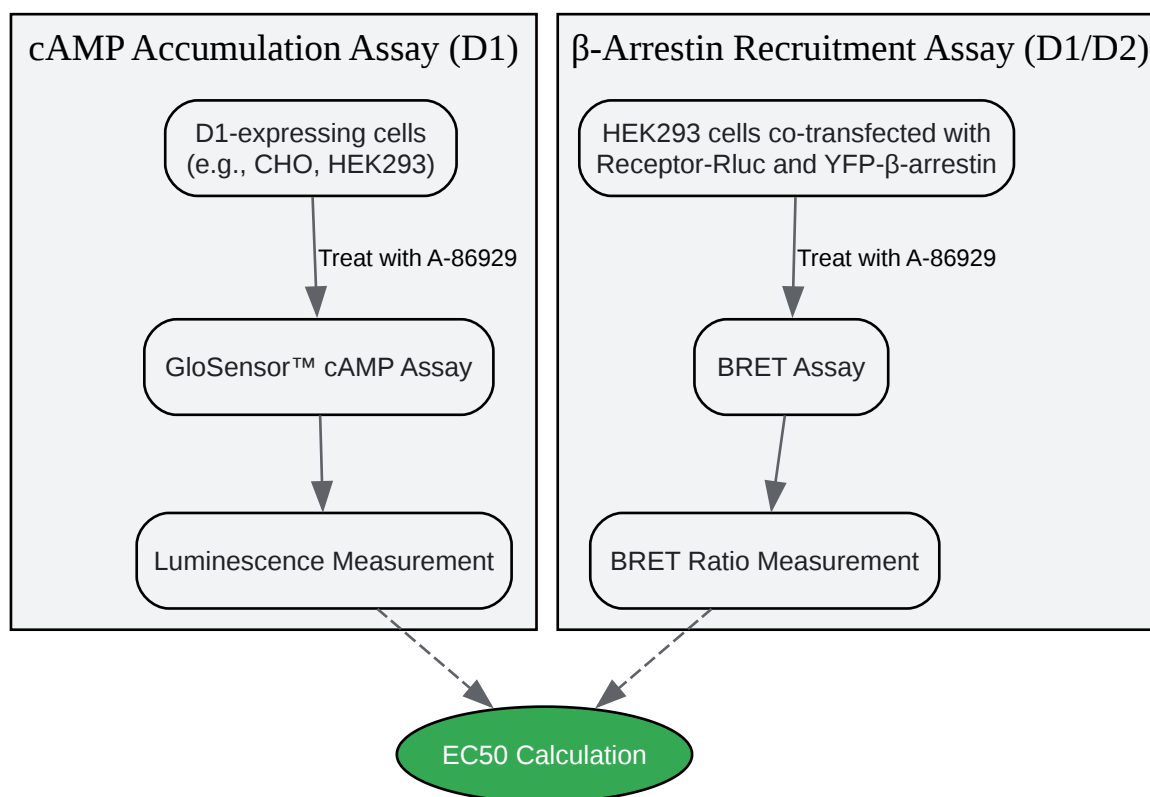 cAMP Accumulation Assay (D1)
D1-expressing cells
(e.g., CHO, HEK293)
Treat with A-86929
GloSensor™ cAMP Assay
Luminescence Measurement
β-Arrestin Recruitment Assay (D1/D2)
HEK293 cells co-transfected with
Receptor-Rluc and YFP-β-arrestin
Treat with A-86929
BRET Assay
BRET Ratio Measurement
EC50 Calculation